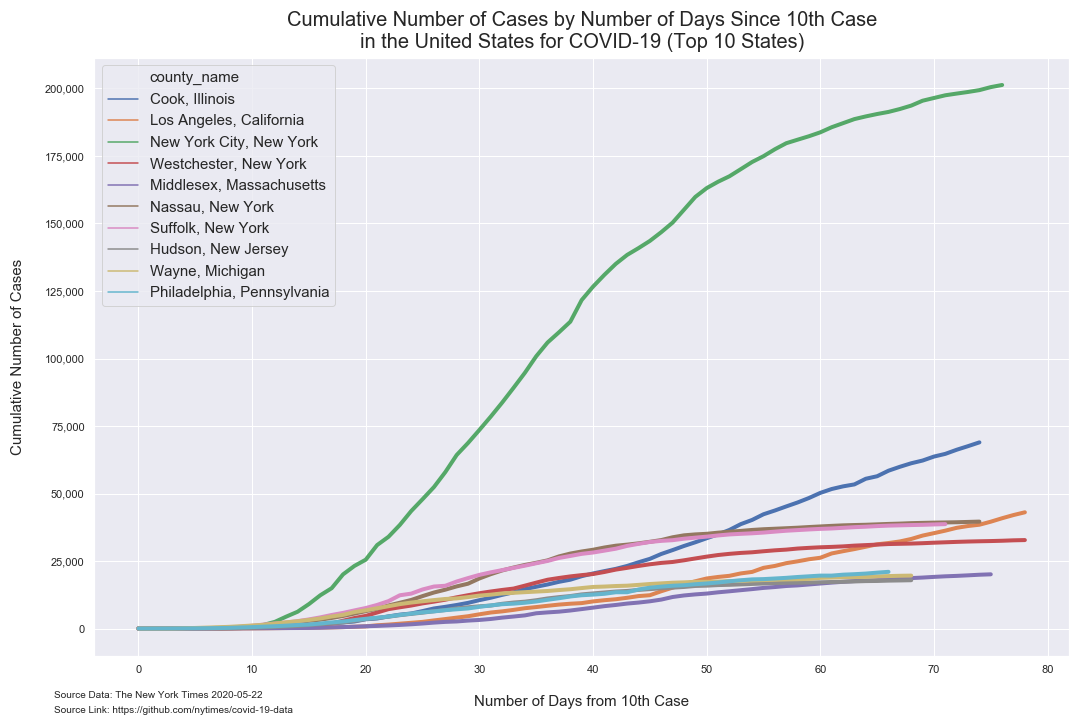 Cumulative Number of Cases by Number of Days Since 10th Case
in the United States for COVID-19 (Top 10 States)
county_name
Cook, Illinois
Los Angeles, California
New York City, New York
Westchester, New York
Middlesex, Massachusetts
Nassau, New York
Suffolk, New York
Hudson, New Jersey
Wayne, Michigan
Philadelphia, Pennsylvania
Cumulative Number of Cases
200,000
175,000
150,000
125,000
100,000
75,000
50,000
25,000
0
0 10 20 30 40 50 60 70 80
Number of Days from 10th Case
Source Data: The New York Times 2020-05-22
Source Link: https://github.com/nytimes/covid-19-data